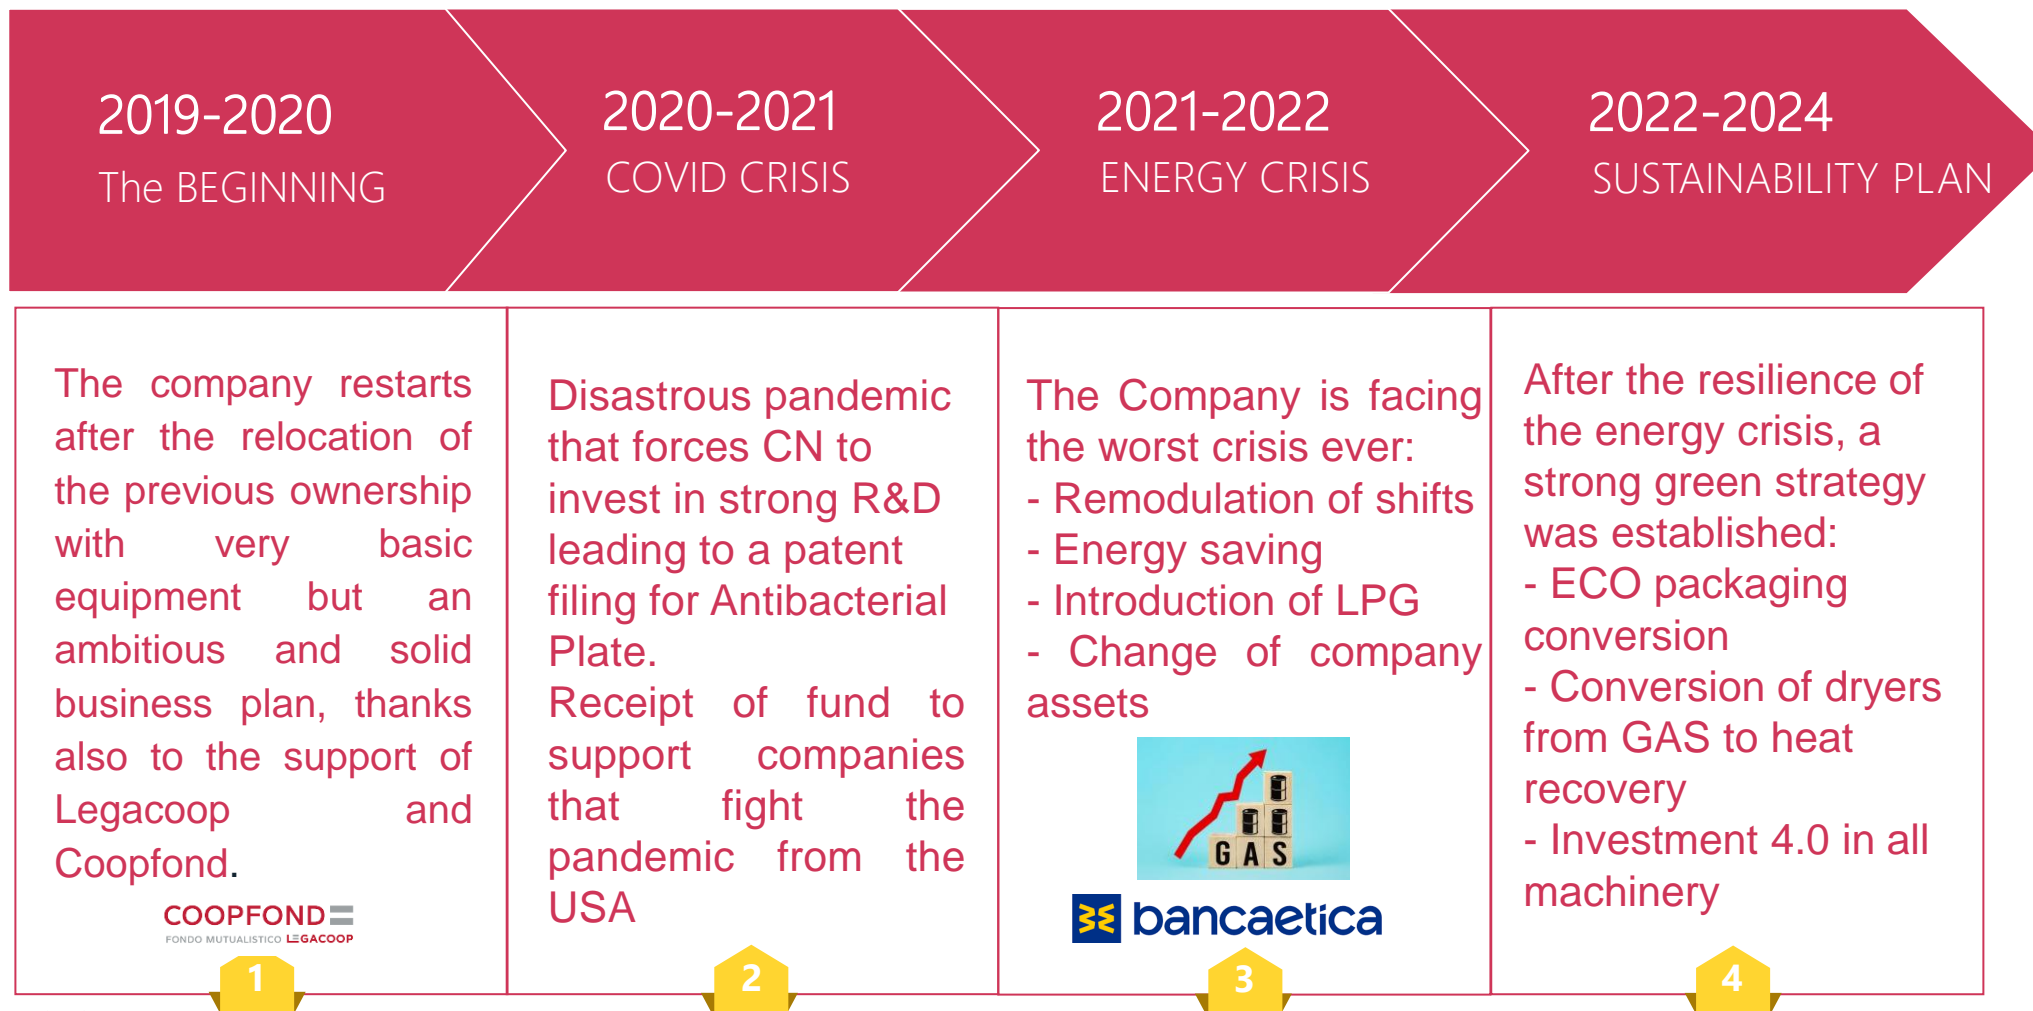 2019-2020
The BEGINNING
2020-2021
COVID CRISIS
2021-2022
ENERGY CRISIS
2022-2024
SUSTAINABILITY PLAN
The company restarts
after the relocation of
the previous ownership
with very basic
equipment but an
ambitious and solid
business plan, thanks
also to the support of
Legacoop and
Coopfond.
COOPFOND
FONDO MUTUALISTICO LEGACOOP
1
Disastrous pandemic
that forces CN to
invest in strong R&D
leading to a patent
filing for Antibacterial
Plate.
Receipt of fund to
support companies
that fight the
pandemic from the
USA
2
The Company is facing
the worst crisis ever:
- Remodulation of shifts
- Energy saving
- Introduction of LPG
- Change of company
assets
GAS
bancaetica
3
After the resilience of
the energy crisis, a
strong green strategy
was established:
- ECO packaging
conversion
- Conversion of dryers
from GAS to heat
recovery
- Investment 4.0 in all
machinery
4